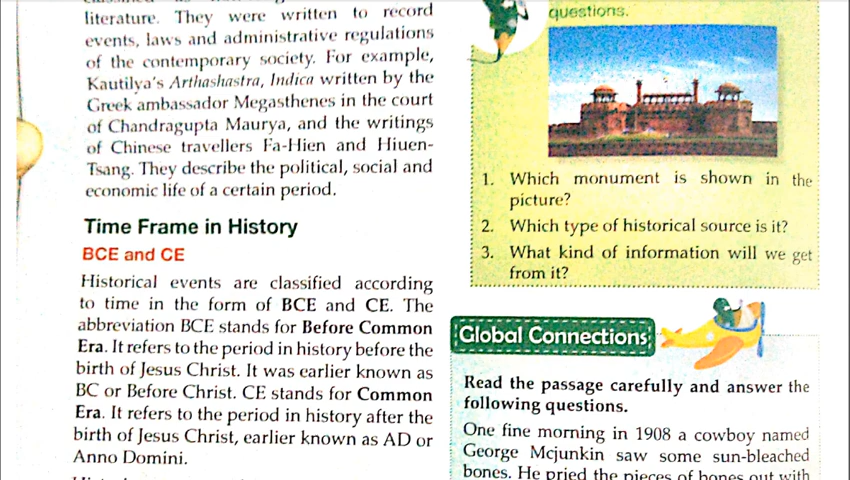 literature. They were written to record
events, laws and administrative regulations
of the contemporary society. For example,
Kautilya's Arthashastra, Indica written by the
Greek ambassador Megasthenes in the court
of Chandragupta Maurya, and the writings
of Chinese travellers Fa-Hien and Hiuen-
Tsang. They describe the political, social and
economic life of a certain period.
Time Frame in History
BCE and CE
Historical events are classified according
to time in the form of BCE and CE. The
abbreviation BCE stands for Before Common
Era. It refers to the period in history before the
birth of Jesus Christ. It was earlier known as
BC or Before Christ. CE stands for Common
Era. It refers to the period in history after the
birth of Jesus Christ, earlier known as AD or
Anno Domini.
questions.
1. Which monument is shown in the
picture?
2. Which type of historical source is it?
3. What kind of information will we get
from it?
Global Connections
Read the passage carefully and answer the
following questions.
One fine morning in 1908 a cowboy named
George Mcjunkin saw some sun-bleached
bones. He pried the pieces of bones out with